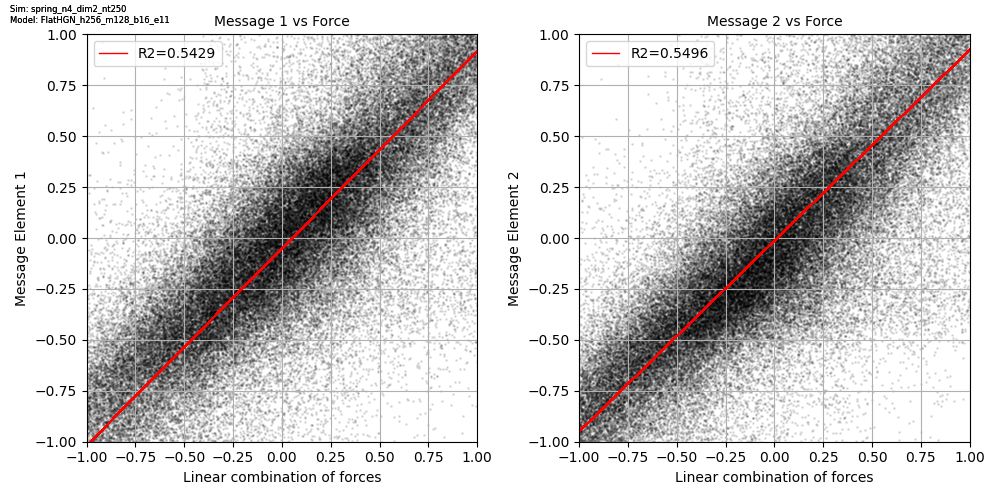 Sim: spring_n4_dim2_nt250
Model: FlatHGN_h256_m128_b16_e11
Message 1 vs Force
R2=0.5429
1.00
0.75
0.50
0.25
0.00
−0.25
−0.50
−0.75
−1.00
Message Element 1
−1.00 −0.75 −0.50 −0.25 0.00 0.25 0.50 0.75 1.00
Linear combination of forces
Message 2 vs Force
R2=0.5496
1.00
0.75
0.50
0.25
0.00
−0.25
−0.50
−0.75
−1.00
Message Element 2
−1.00 −0.75 −0.50 −0.25 0.00 0.25 0.50 0.75 1.00
Linear combination of forces